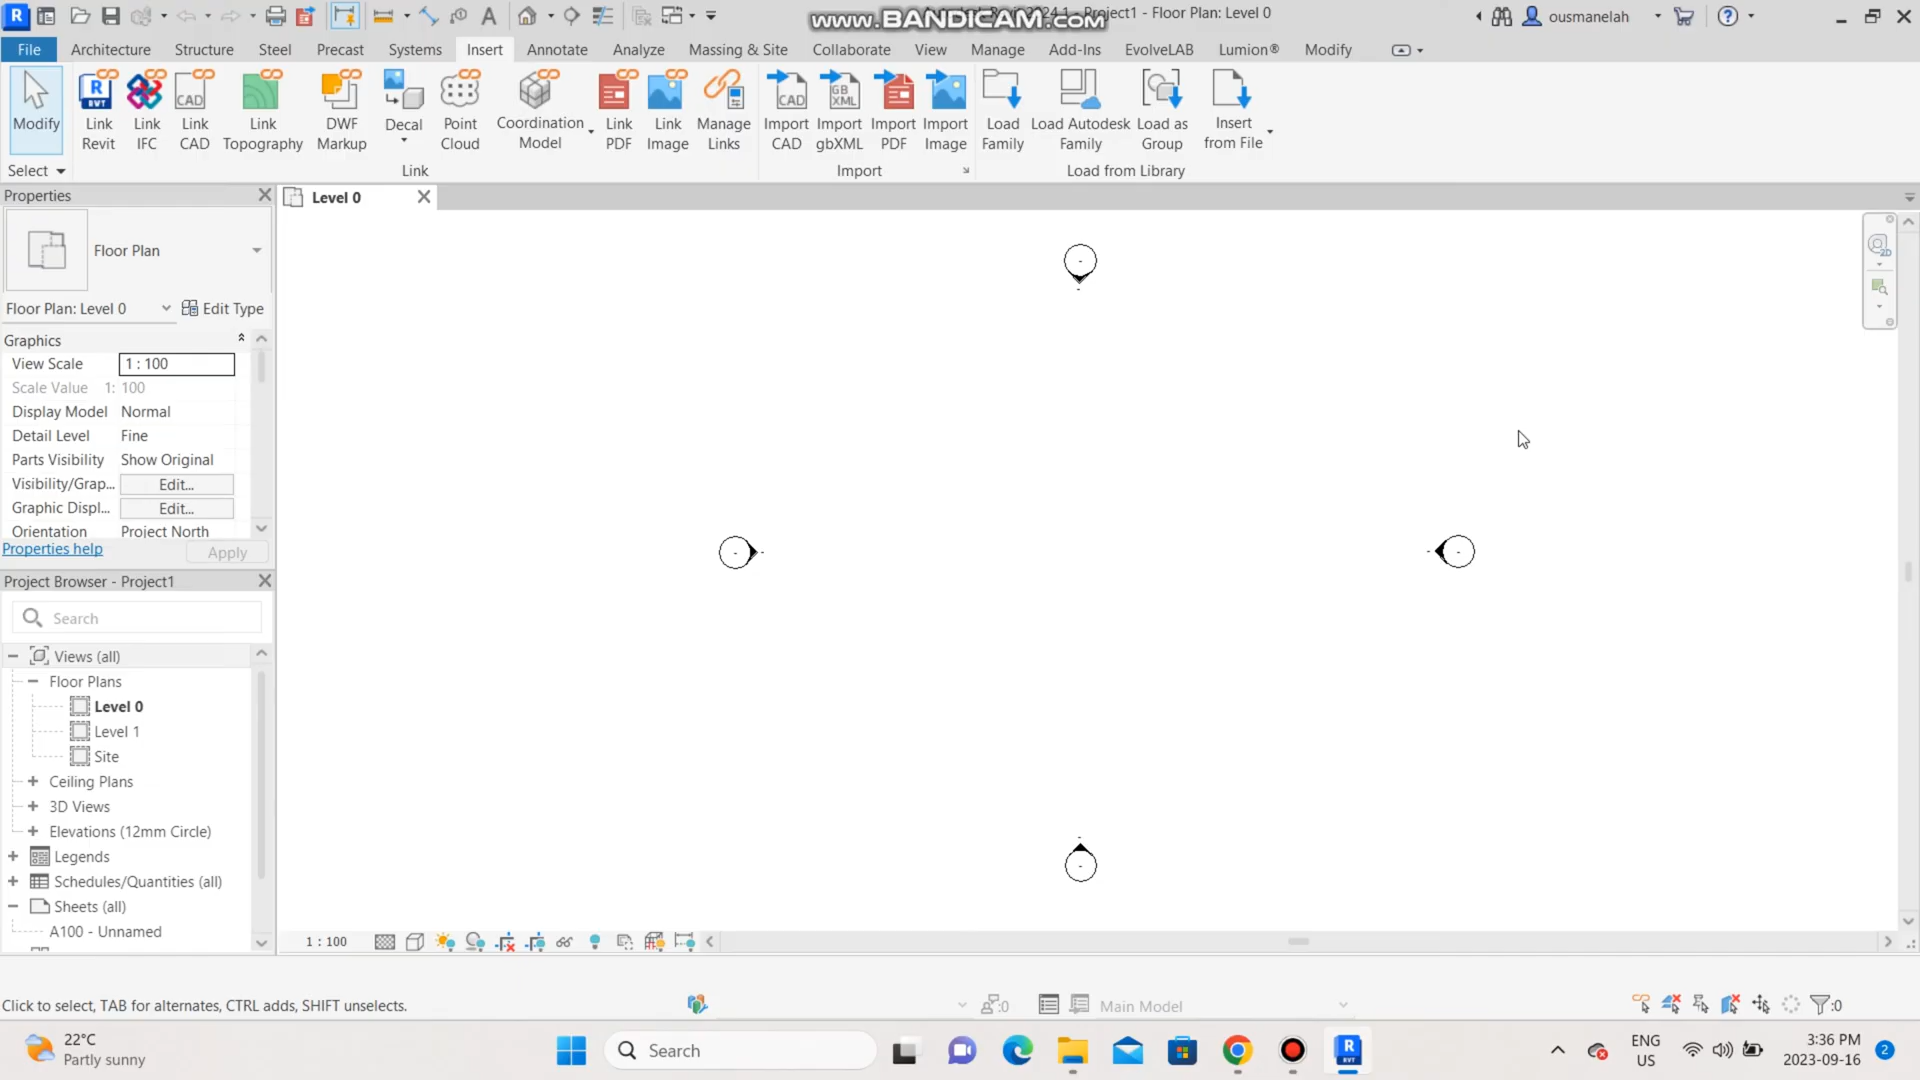 www.BANDICAM.com
Project1 - Floor Plan: Level 0
ousmanelah
File
Architecture
Structure
Steel
Precast
Systems
Insert
Annotate
Analyze
Massing & Site
Collaborate
View
Manage
Add-Ins
EvolveLAB
Lumion®
Modify
Modify
Link
Revit
Link
IFC
Link
CAD
Link
Topography
DWF
Markup
Decal
Point
Cloud
Coordination
Model
Link
PDF
Link
Image
Manage
Links
Import
CAD
Import
gbXML
Import
PDF
Import
Image
Load
Family
Load Autodesk
Family
Load as
Group
Insert
from File
Select
Link
Import
Load from Library
Properties
Level 0
Floor Plan
Floor Plan: Level 0
Edit Type
Graphics
View Scale
1 : 100
Scale Value 1:
100
Display Model
Normal
Detail Level
Fine
Parts Visibility
Show Original
Visibility/Grap...
Edit...
Graphic Displ...
Edit...
Orientation
Project North
Properties help
Apply
Project Browser - Project1
Search
Views (all)
Floor Plans
Level 0
Level 1
Site
Ceiling Plans
3D Views
Elevations (12mm Circle)
Legends
Schedules/Quantities (all)
Sheets (all)
A100 - Unnamed
1 : 100
Click to select, TAB for alternates, CTRL adds, SHIFT unselects.
:0
Main Model
:0
22°C
Partly sunny
Search
ENG
US
3:36 PM
2023-09-16
2